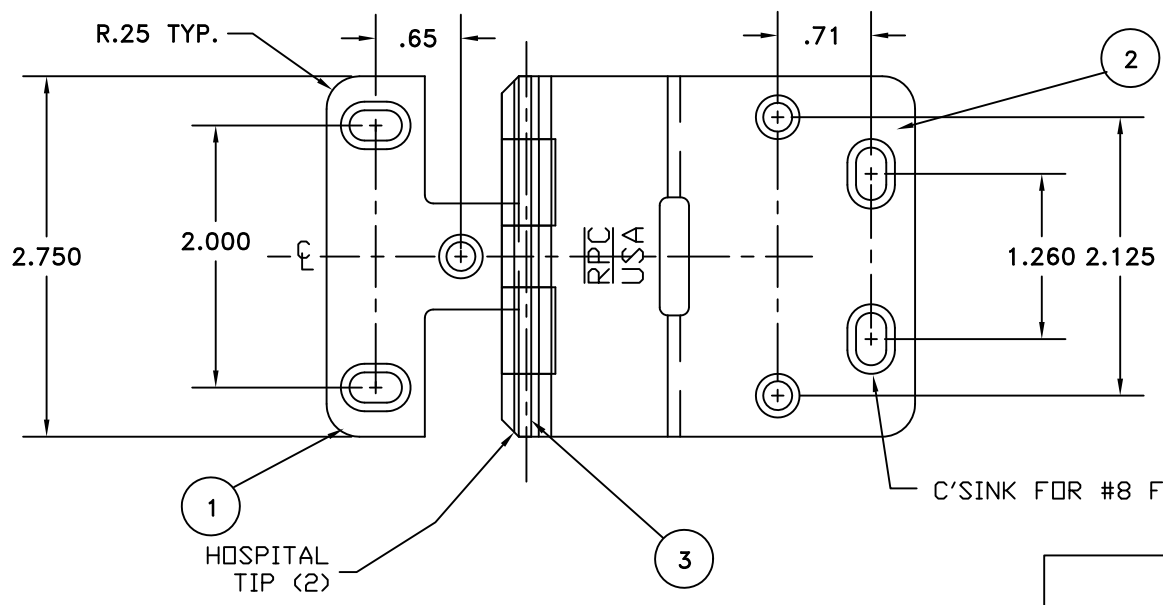 R.25 TYP.
.65
.71
2
2.750
2.000
℄
RPC
USA
1.260
2.125
1
HOSPITAL
TIP (2)
3
C'SINK FOR #8 F